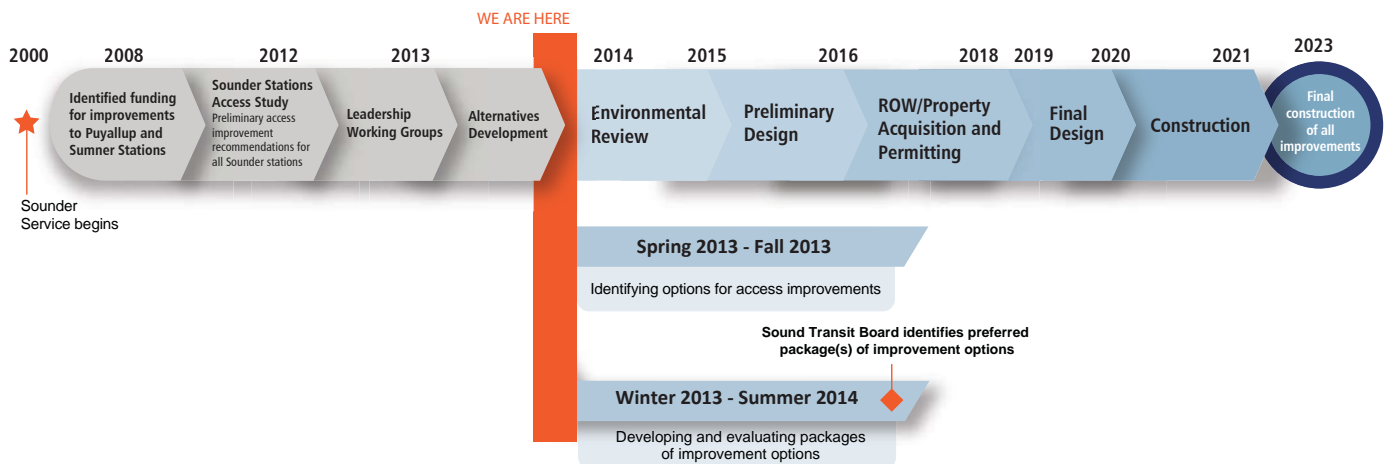 WE ARE HERE
2000
2008
2012
2013
2014
2015
2016
2018
2019
2020
2021
2023
Sounder
Service begins
Identified funding
for improvements
to Puyallup and
Sumner Stations
Sounder Stations
Access Study
Preliminary access
improvement
recommendations for
all Sounder stations
Leadership
Working Groups
Alternatives
Development
Environmental
Review
Preliminary
Design
ROW/Property
Acquisition and
Permitting
Final
Design
Construction
Final
construction
of all
improvements
Spring 2013 - Fall 2013
Identifying options for access improvements
Sound Transit Board identifies preferred
package(s) of improvement options
Winter 2013 - Summer 2014
Developing and evaluating packages
of improvement options